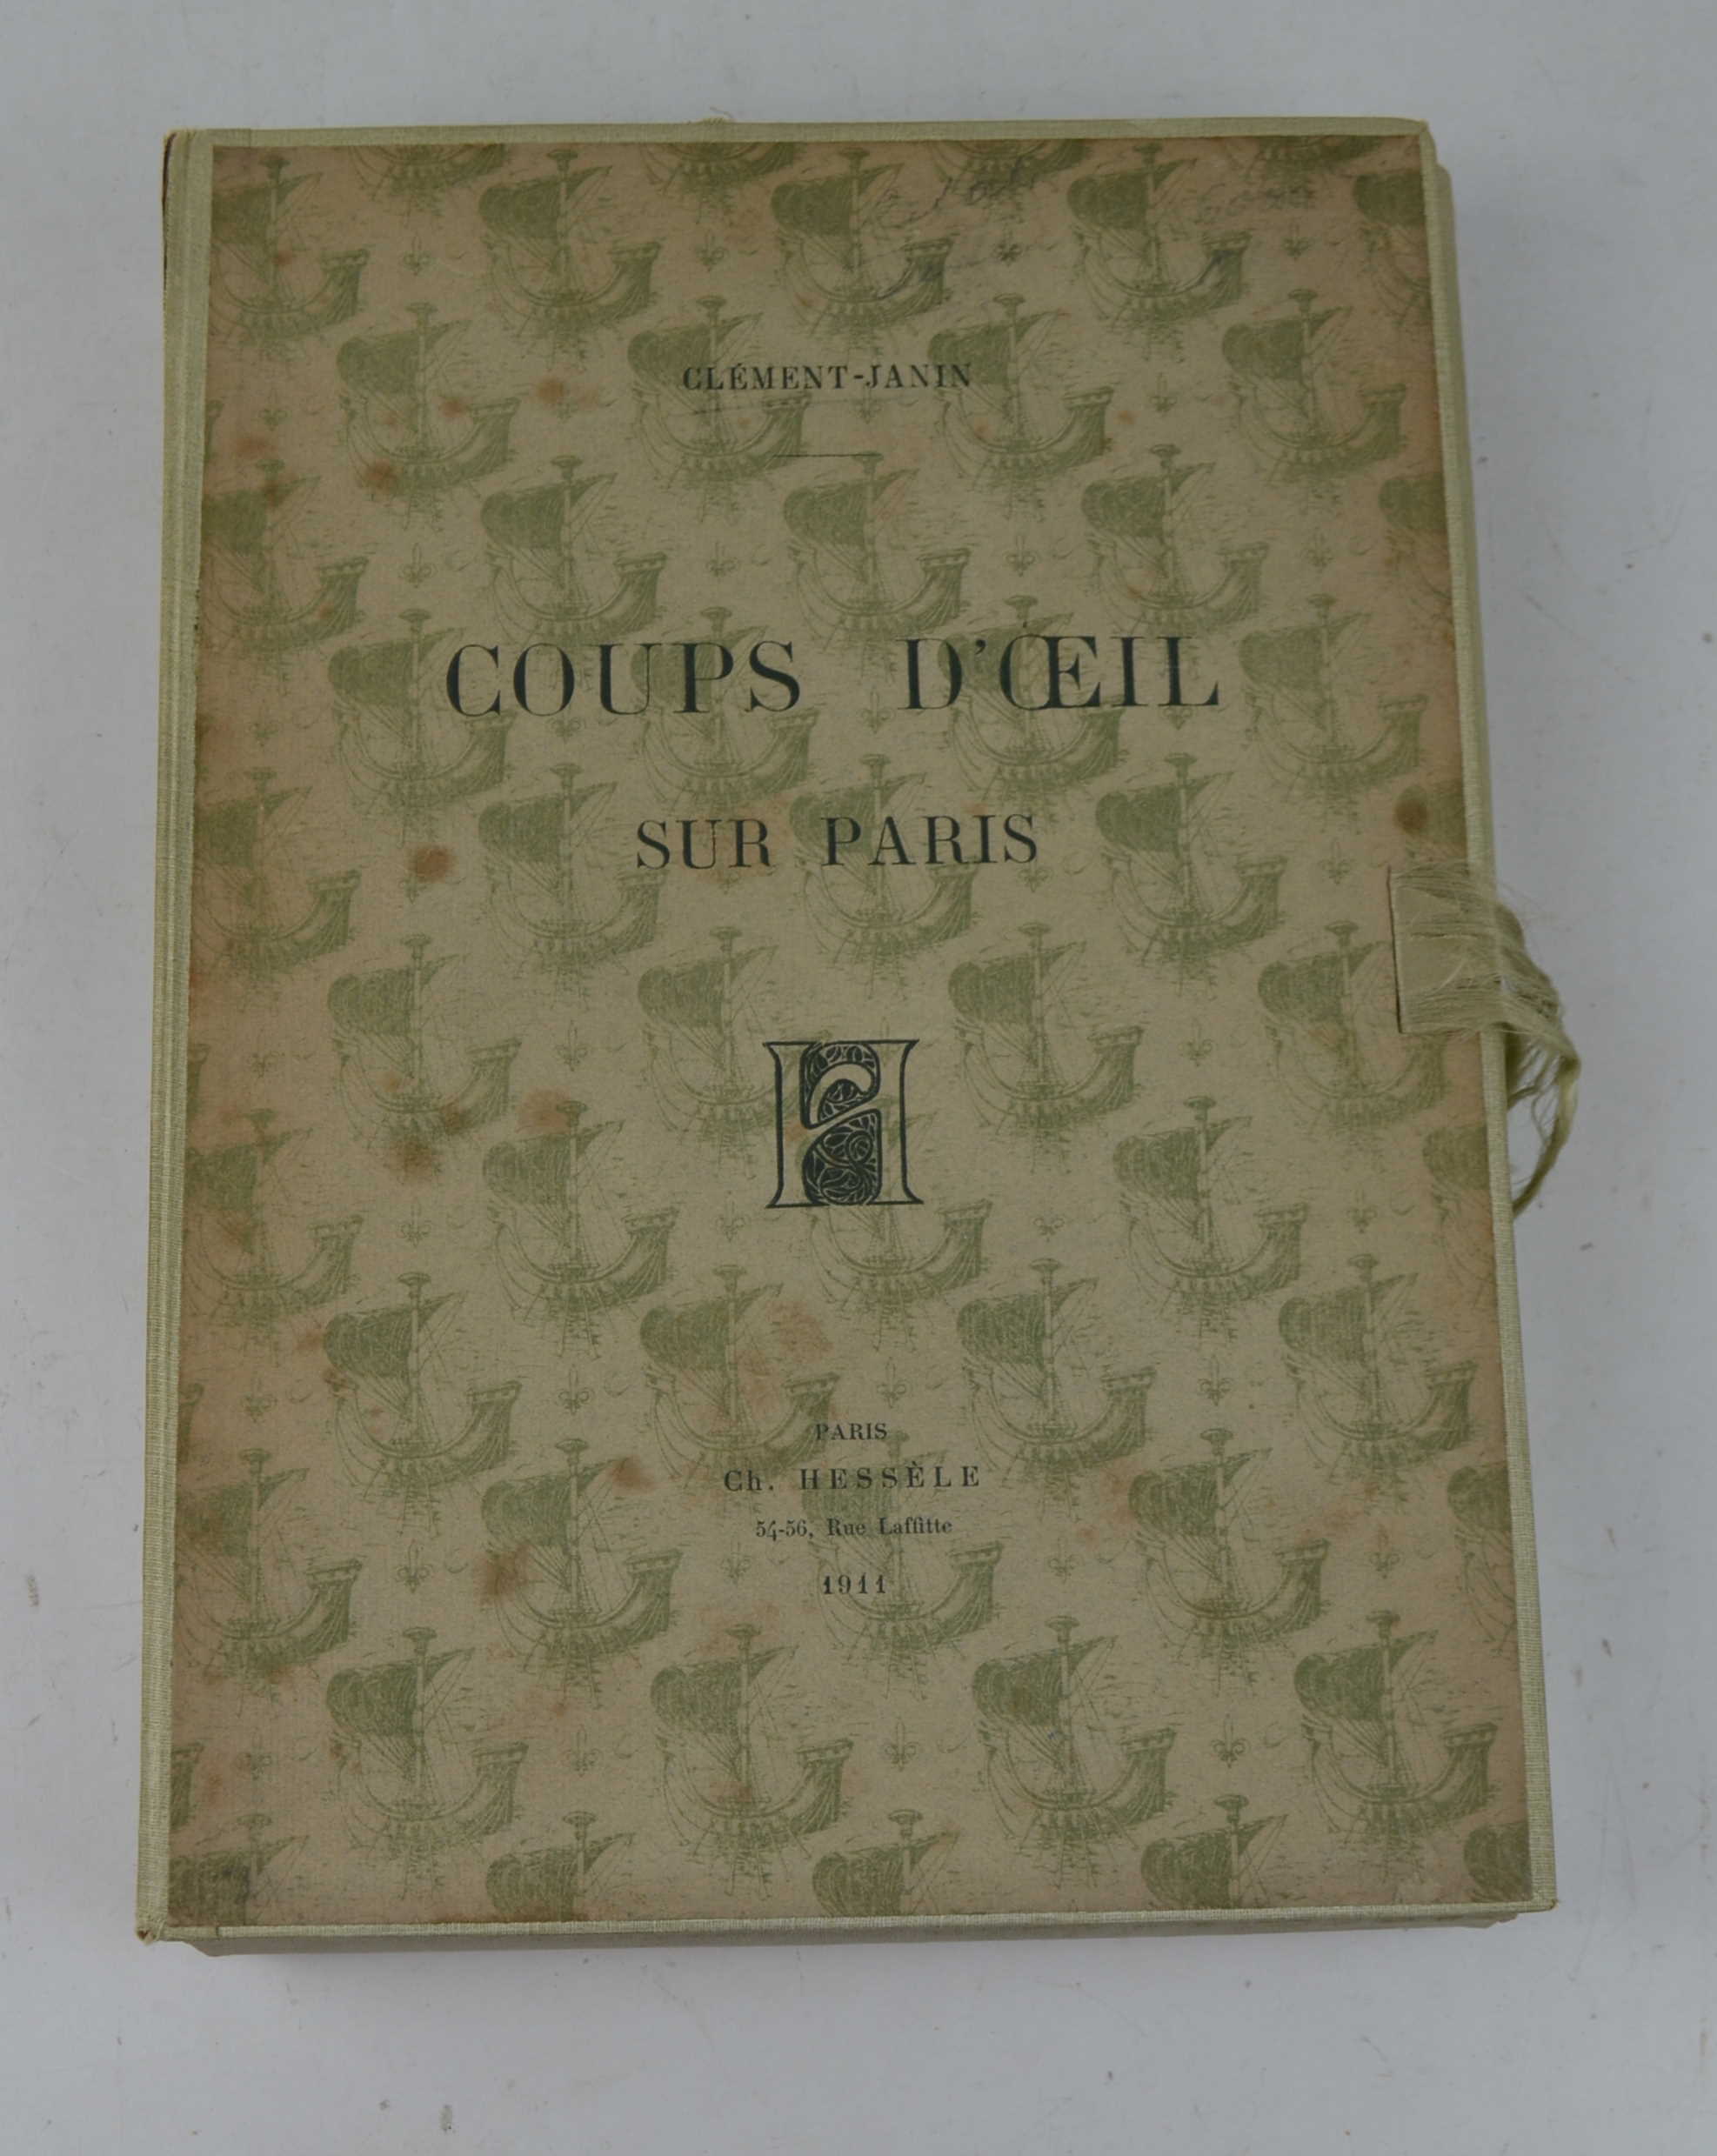 CLÉMENT-JANIN
COUPS D'ŒIL
SUR PARIS
H
PARIS
Ch. HESSÈLE
54-56, Rue Laffitte
1911